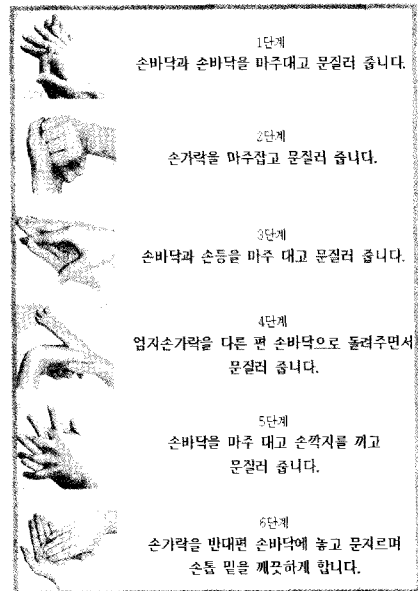 1단계
손바닥과 손바닥을 마주대고 문질러 줍니다.
2단계
손가락을 마주잡고 문질러 줍니다.
3단계
손바닥과 손등을 마주 대고 문질러 줍니다.
4단계
엄지손가락을 다른 편 손바닥으로 돌려주면서
문질러 줍니다.
5단계
손바닥을 마주 대고 손깍지를 끼고
문질러 줍니다.
6단계
손가락을 반대편 손바닥에 놓고 문지르며
손톱 밑을 깨끗하게 합니다.